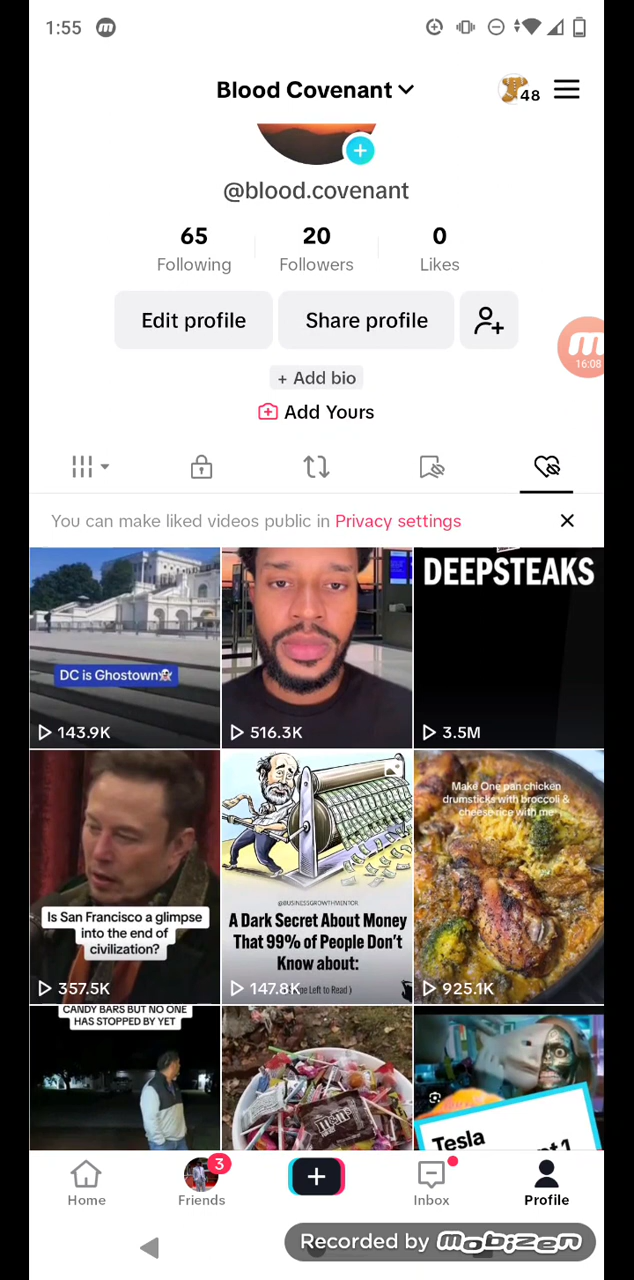 1:55
Blood Covenant
48
@blood.covenant
65
Following
20
Followers
0
Likes
Edit profile
Share profile
16:08
+ Add bio
Add Yours
You can make liked videos public in Privacy settings
DC is Ghostown
143.9K
516.3K
DEEPSTEAKS
3.5M
Is San Francisco a glimpse
into the end of
civilization?
357.5K
@BUSINESSGROWTHMENTOR
A Dark Secret About Money
That 99% of People Don't
Know about:
Left to Read )
147.8K
Make One pan chicken
drumsticks with broccoli &
cheese rice with me
925.1K
CANDY BARS BUT NO ONE
HAS STOPPED BY YET
m&m's
Tesla
Home
3
Friends
Inbox
Profile
Recorded by mobizen